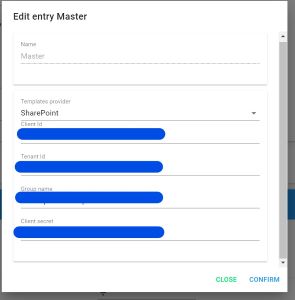 Edit entry Master
Name
Master
Templates provider
SharePoint
Client Id
Tenant Id
Group name
Client secret
CLOSE CONFIRM